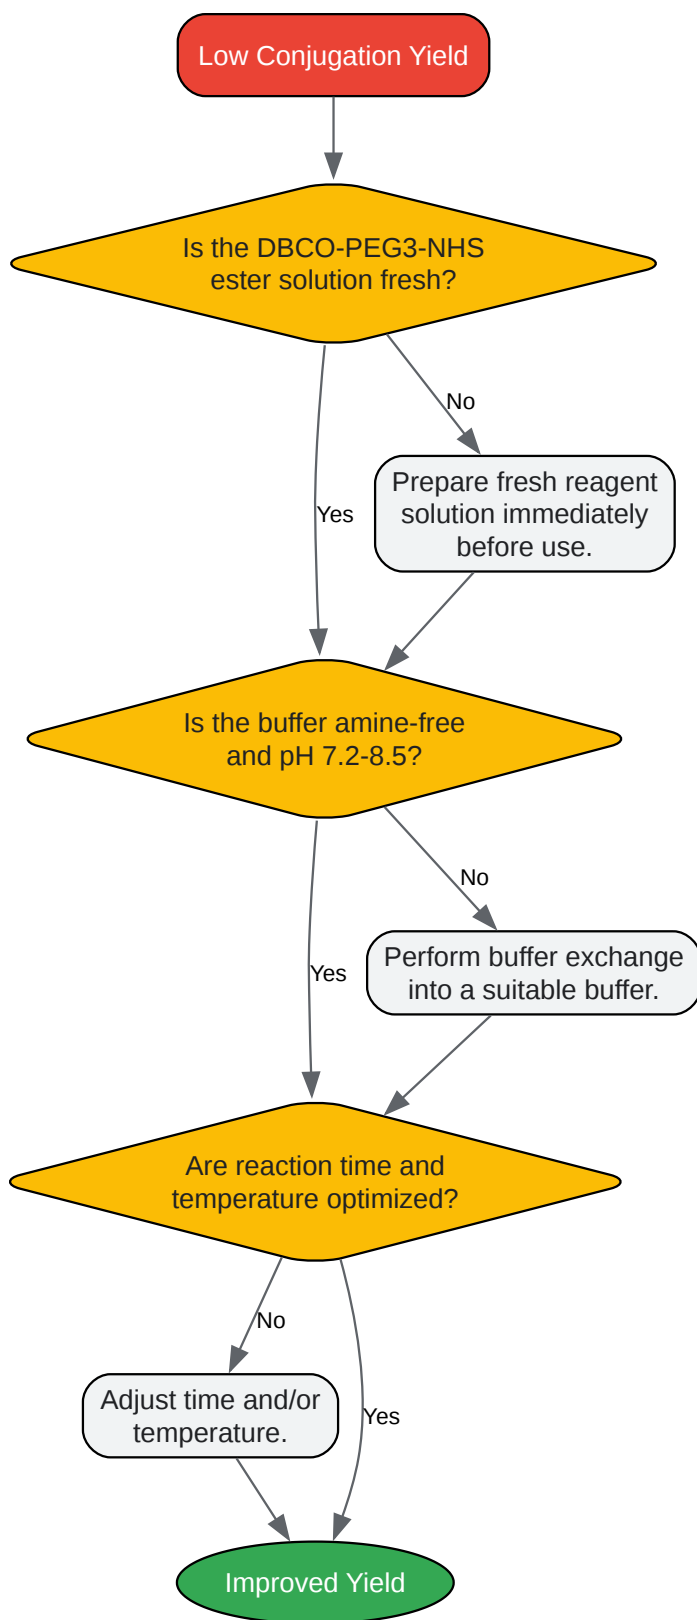 Low Conjugation Yield
Is the DBCO-PEG3-NHS
ester solution fresh?
No
Prepare fresh reagent
solution immediately
before use.
Yes
Is the buffer amine-free
and pH 7.2-8.5?
No
Perform buffer exchange
into a suitable buffer.
Yes
Are reaction time and
temperature optimized?
No
Adjust time and/or
temperature.
Yes
Improved Yield